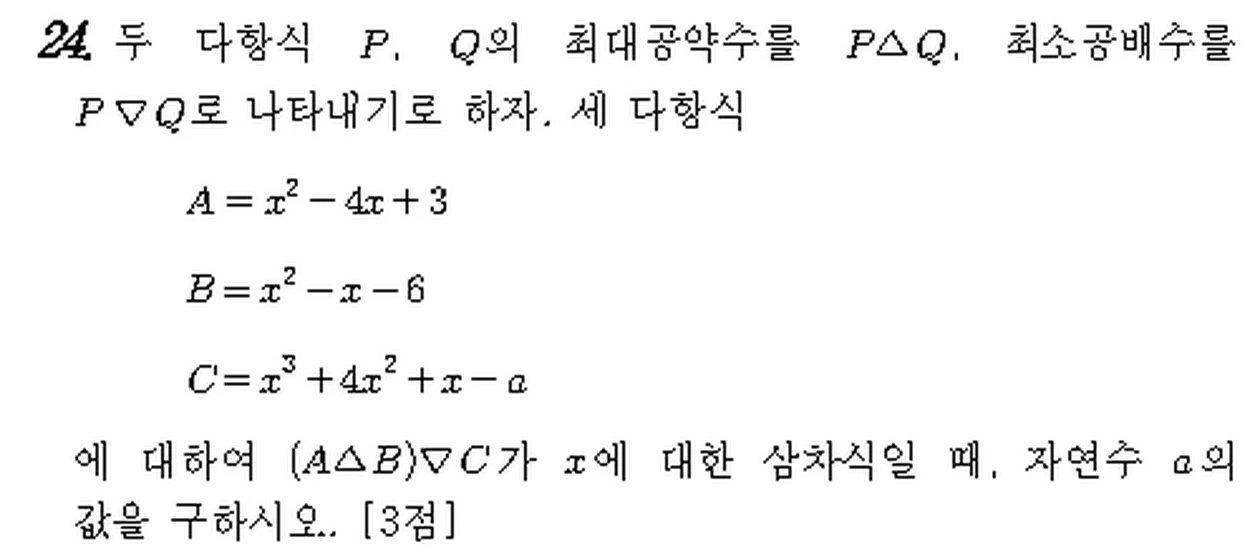 24. 두 다항식 P, Q의 최대공약수를 P△Q, 최소공배수를
P▽Q로 나타내기로 하자. 세 다항식
A = x² − 4x + 3
B = x² − x − 6
C = x³ + 4x² + x − a
에 대하여 (A△B)▽C가 x에 대한 삼차식일 때, 자연수 a의
값을 구하시오.. [3점]